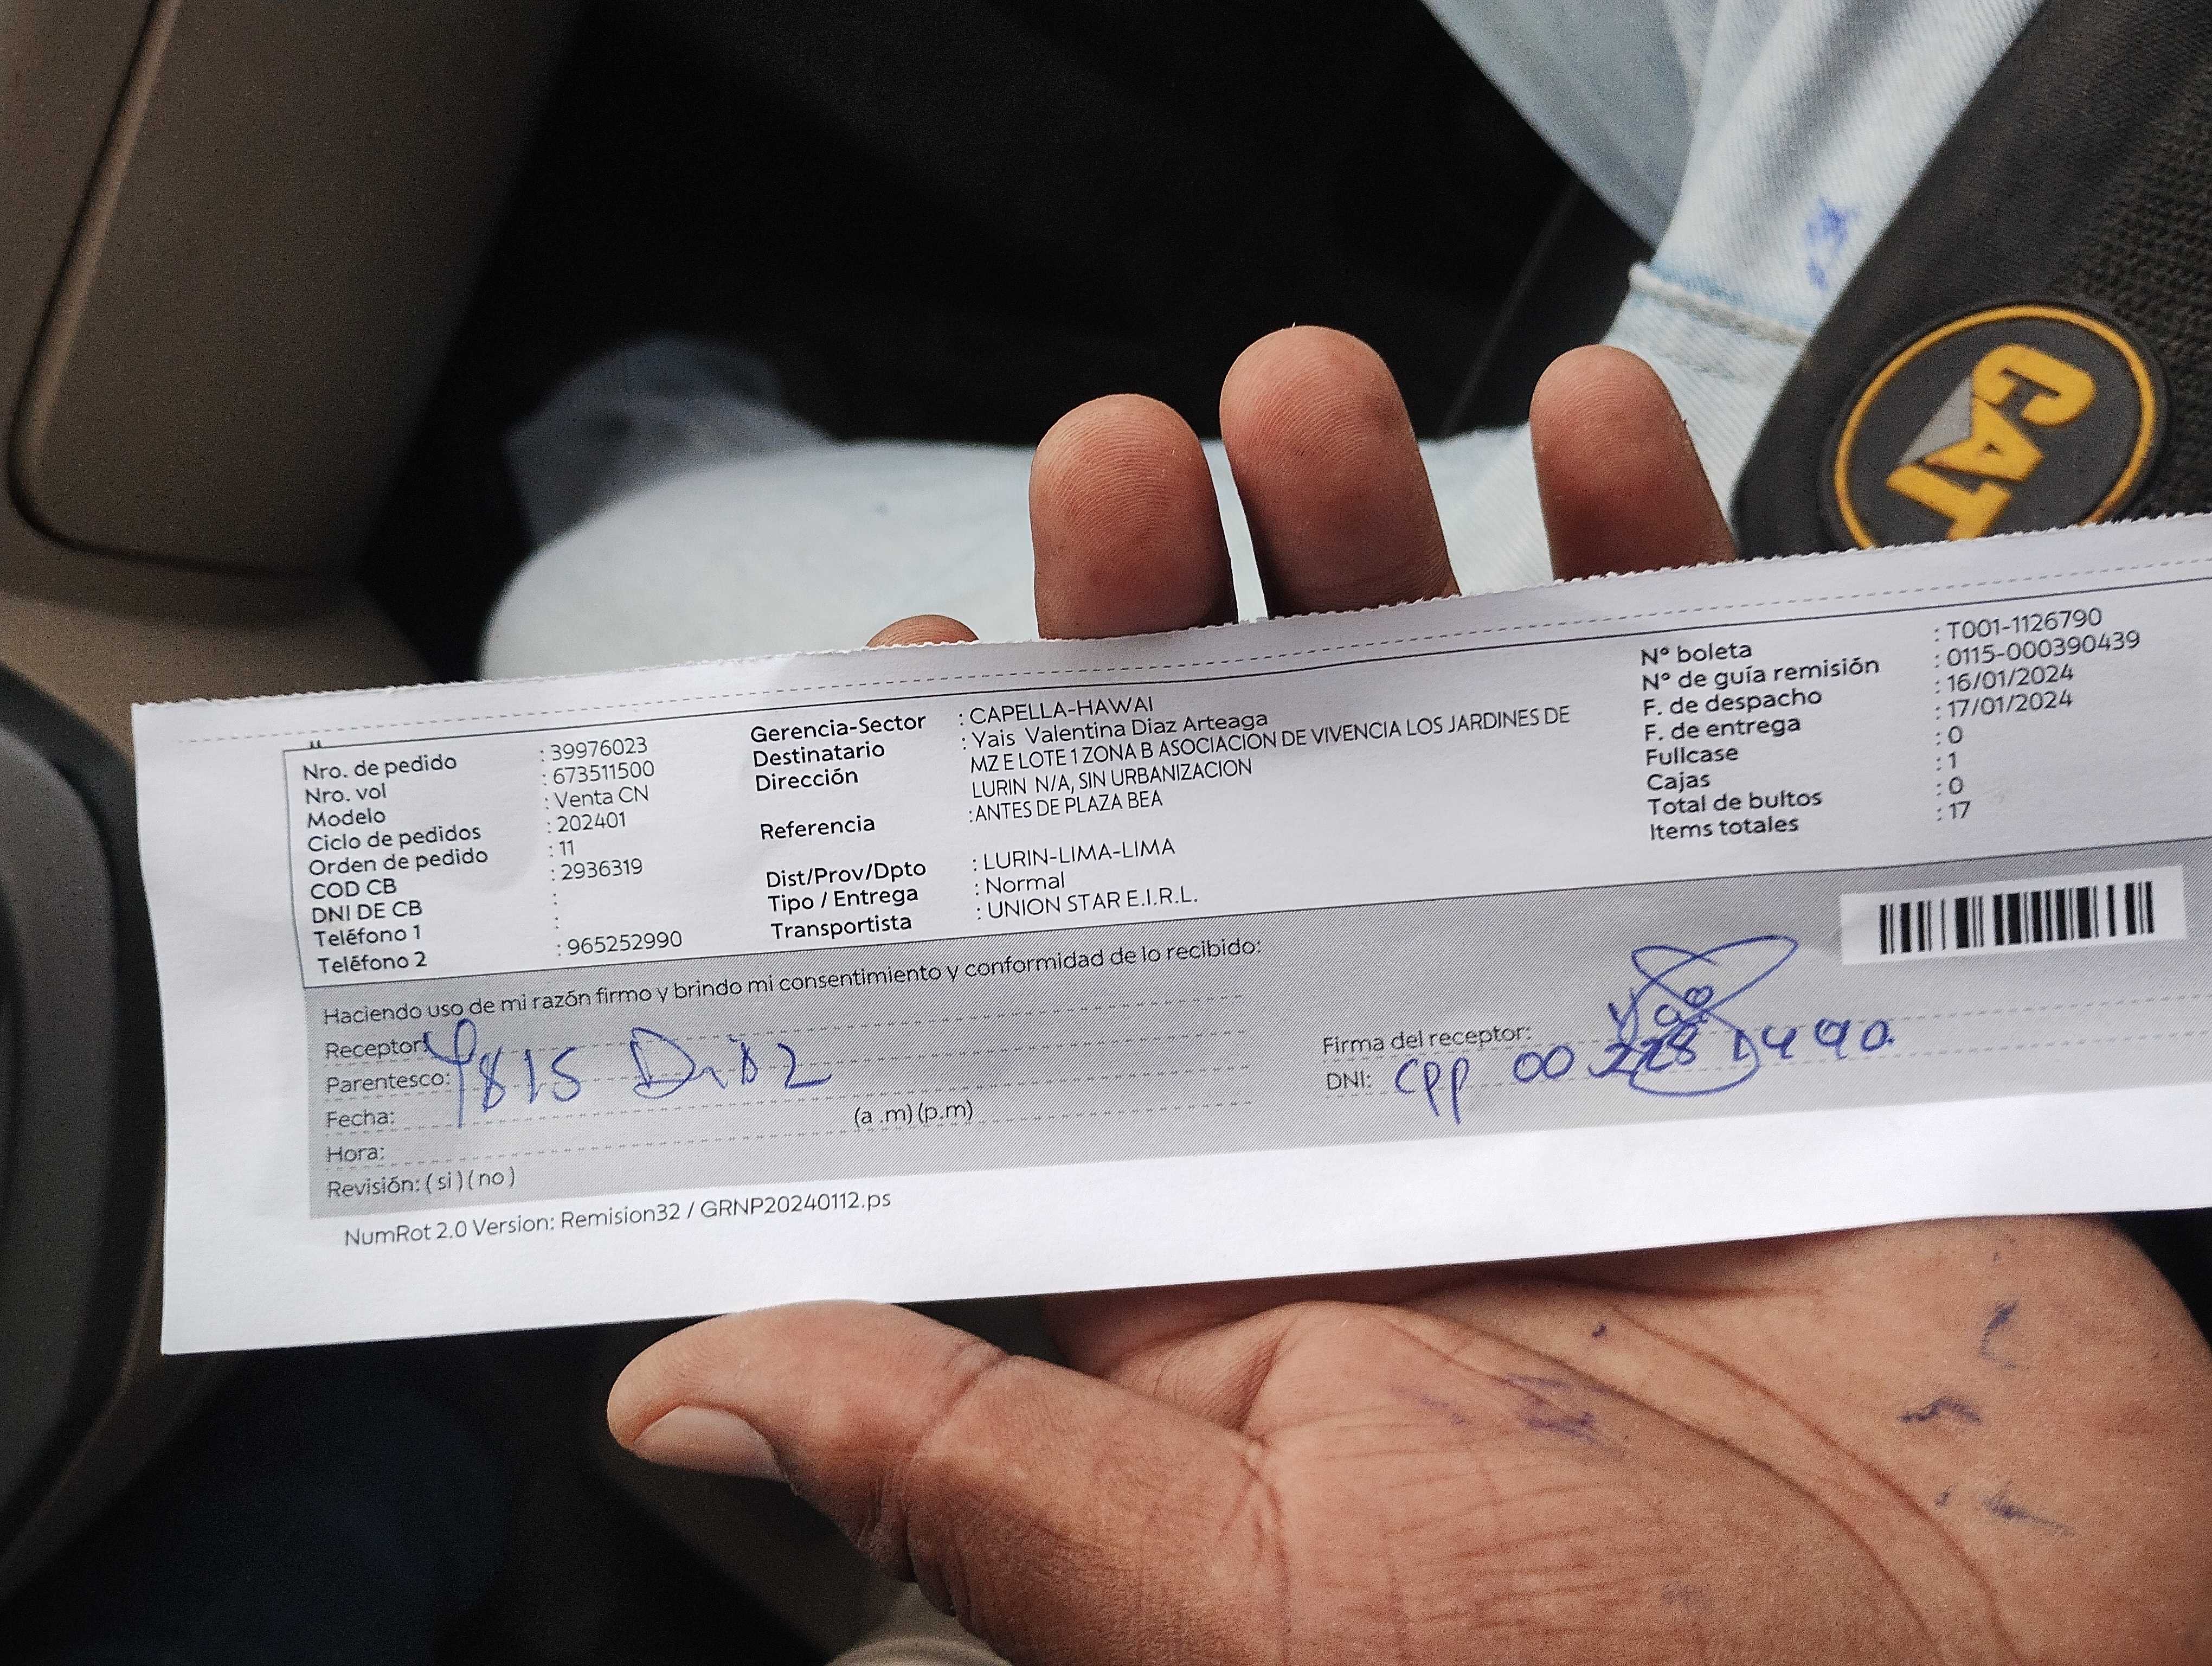 CAT
Nro. de pedido : 39976023
Nro. vol : 673511500
Modelo : Venta CN
Ciclo de pedidos : 202401
Orden de pedido : 11
COD CB : 2936319
DNI DE CB :
Teléfono 1 :
Teléfono 2 : 965252990
Gerencia-Sector : CAPELLA-HAWAI
Destinatario : Yais Valentina Diaz Arteaga
Dirección : MZ E LOTE 1 ZONA B ASOCIACION DE VIVENCIA LOS JARDINES DE
LURIN N/A, SIN URBANIZACION
Referencia : ANTES DE PLAZA BEA
Dist/Prov/Dpto : LURIN-LIMA-LIMA
Tipo / Entrega : Normal
Transportista : UNION STAR E.I.R.L.
N° boleta : T001-1126790
N° de guía remisión : 0115-000390439
F. de despacho : 16/01/2024
F. de entrega : 17/01/2024
Fullcase : 0
Cajas : 1
Total de bultos : 0
Items totales : 17
Haciendo uso de mi razón firmo y brindo mi consentimiento y conformidad de lo recibido:
Receptor:
Parentesco: Yais Diaz
Fecha: (a .m) (p.m)
Hora:
Revisión: ( si ) ( no )
Firma del receptor:
DNI: CPP
NumRot 2.0 Version: Remision32 / GRNP20240112.ps